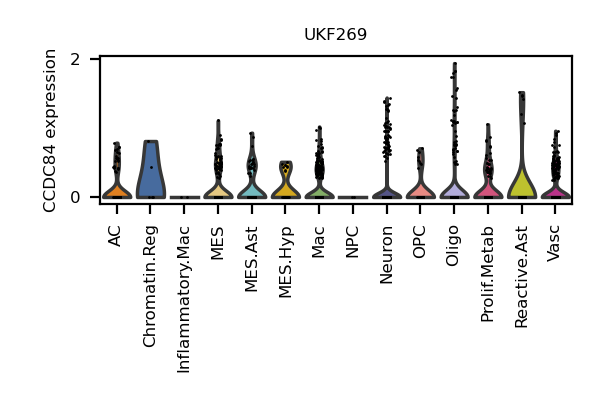 UKF269
CCDC84 expression
2
0
AC
Chromatin.Reg
Inflammatory.Mac
MES
MES.Ast
MES.Hyp
Mac
NPC
Neuron
OPC
Oligo
Prolif.Metab
Reactive.Ast
Vasc